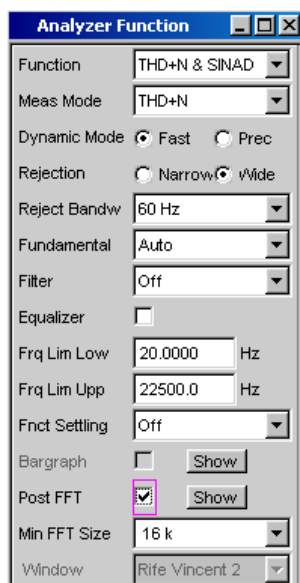 Analyzer Function
Function THD+N & SINAD
Meas Mode THD+N
Dynamic Mode Fast Prec
Rejection Narrow Wide
Reject Bandw 60 Hz
Fundamental Auto
Filter Off
Equalizer
Frq Lim Low 20.0000 Hz
Frq Lim Upp 22500.0 Hz
Fnct Settling Off
Bargraph Show
Post FFT Show
Min FFT Size 16 k
Window Rife Vincent 2